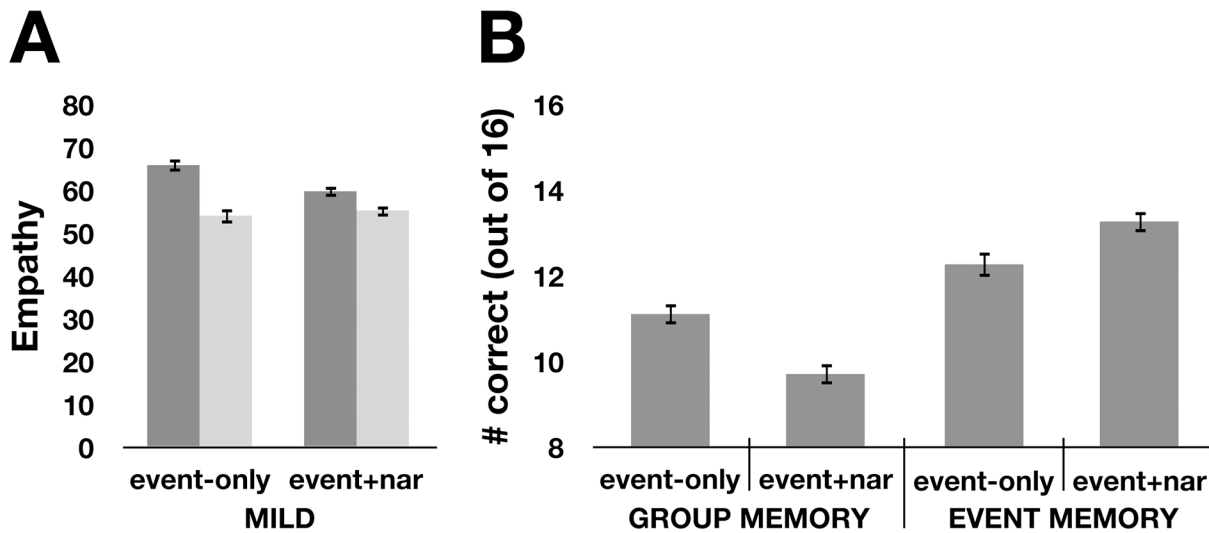 A
B
Empathy
80
70
60
50
40
30
20
10
0
event-only event+nar
MILD
# correct (out of 16)
16
14
12
10
8
event-only event+nar event-only event+nar
GROUP MEMORY EVENT MEMORY